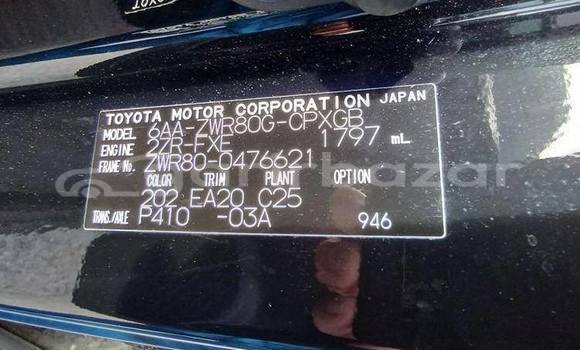 TOYOTA MOTOR CORPORATION JAPAN
MODEL 6AA-ZWR80G-CPXGB
ENGINE 2ZR-FXE 1797 mL
FRAME No. ZWR80-0476621
COLOR TRIM PLANT OPTION
202 EA20 C25
TRANS./AXLE P410 -03A 946